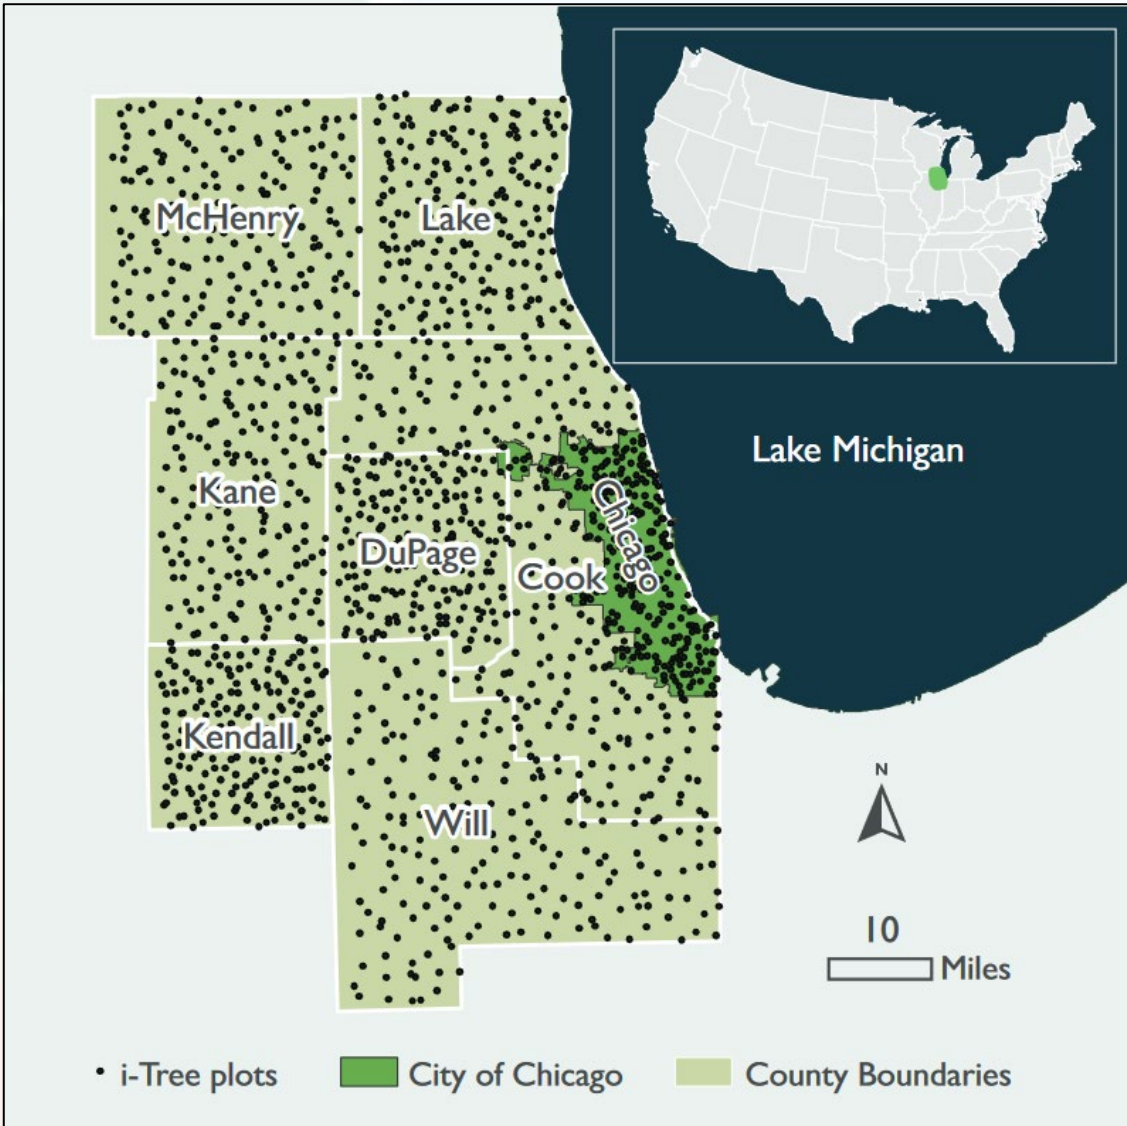 McHenry
Lake
Kane
DuPage
Cook
Chicago
Lake Michigan
Kendall
Will
N
10
Miles
i-Tree plots
City of Chicago
County Boundaries